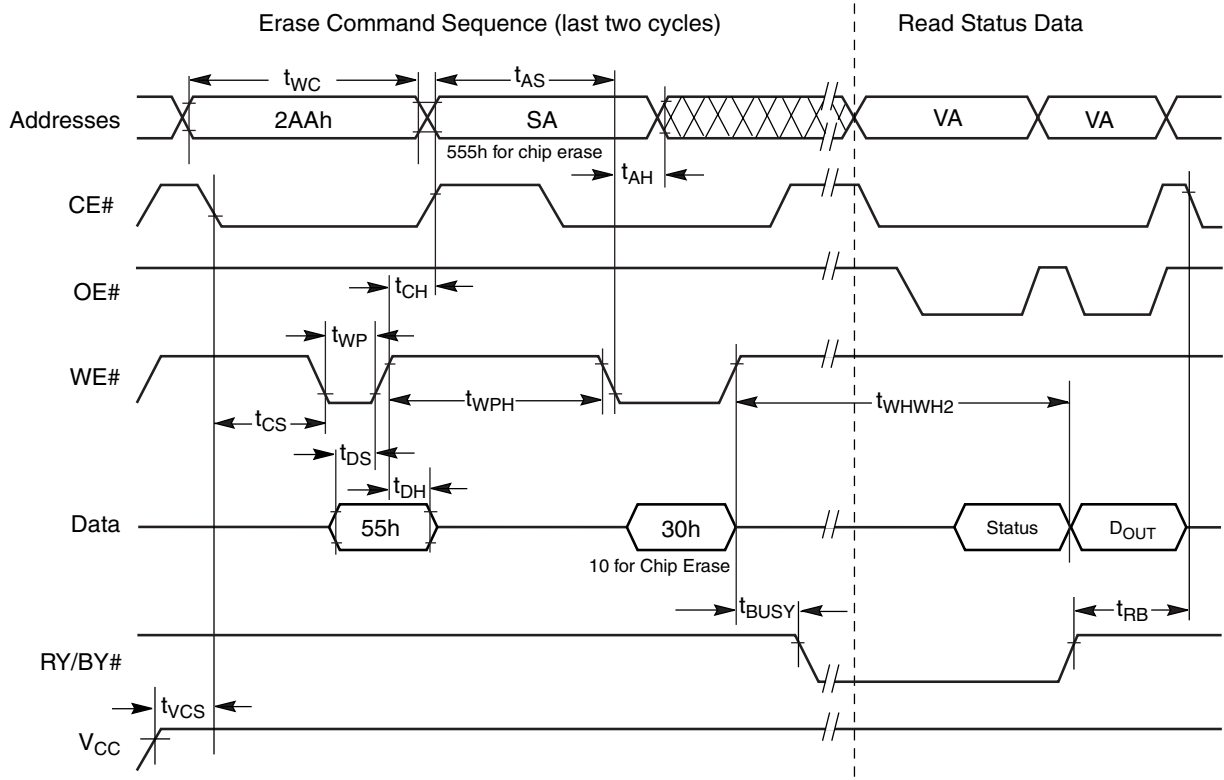 Erase Command Sequence (last two cycles)
Read Status Data
tWC
tAS
Addresses
2AAh
SA
VA
VA
555h for chip erase
tAH
CE#
OE#
tCH
tWP
WE#
tWPH
tWHWH2
tCS
tDS
tDH
Data
55h
30h
Status
DOUT
10 for Chip Erase
tBUSY
tRB
RY/BY#
tVCS
VCC